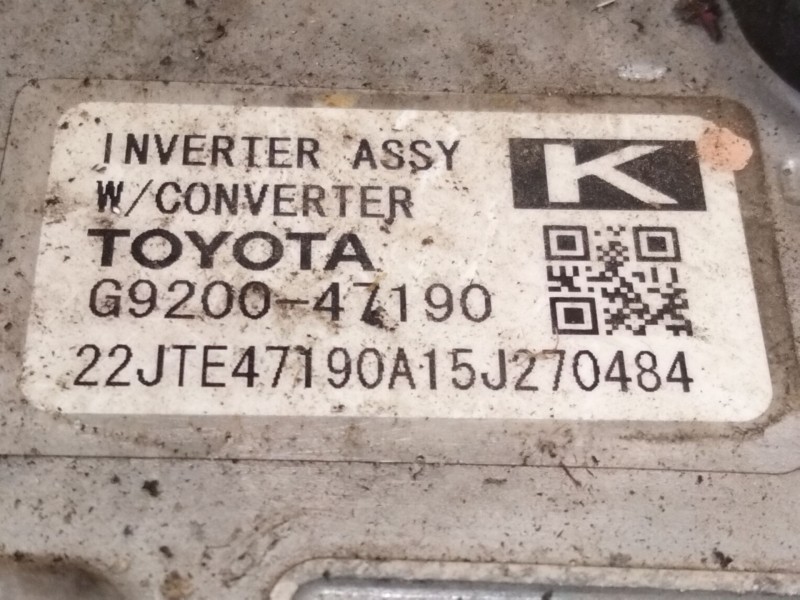 INVERTER ASSY
K
W/CONVERTER
TOYOTA
G9200-47190
22JTE47190A15J270484